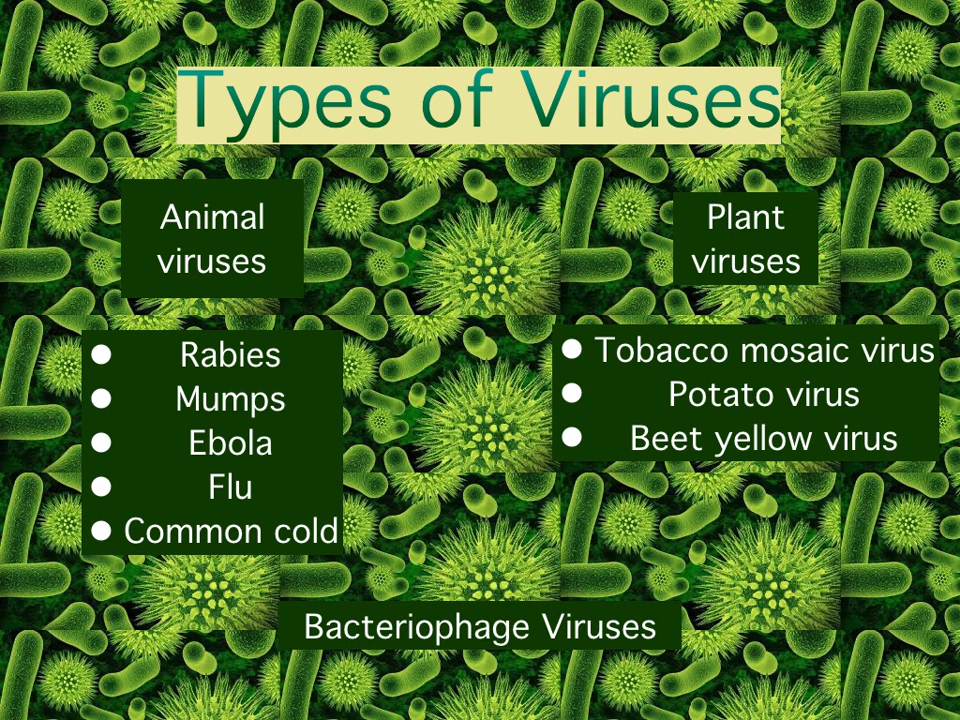 Types of Viruses
Animal
viruses
● Rabies
● Mumps
● Ebola
● Flu
● Common cold
Plant
viruses
● Tobacco mosaic virus
● Potato virus
● Beet yellow virus
Bacteriophage Viruses